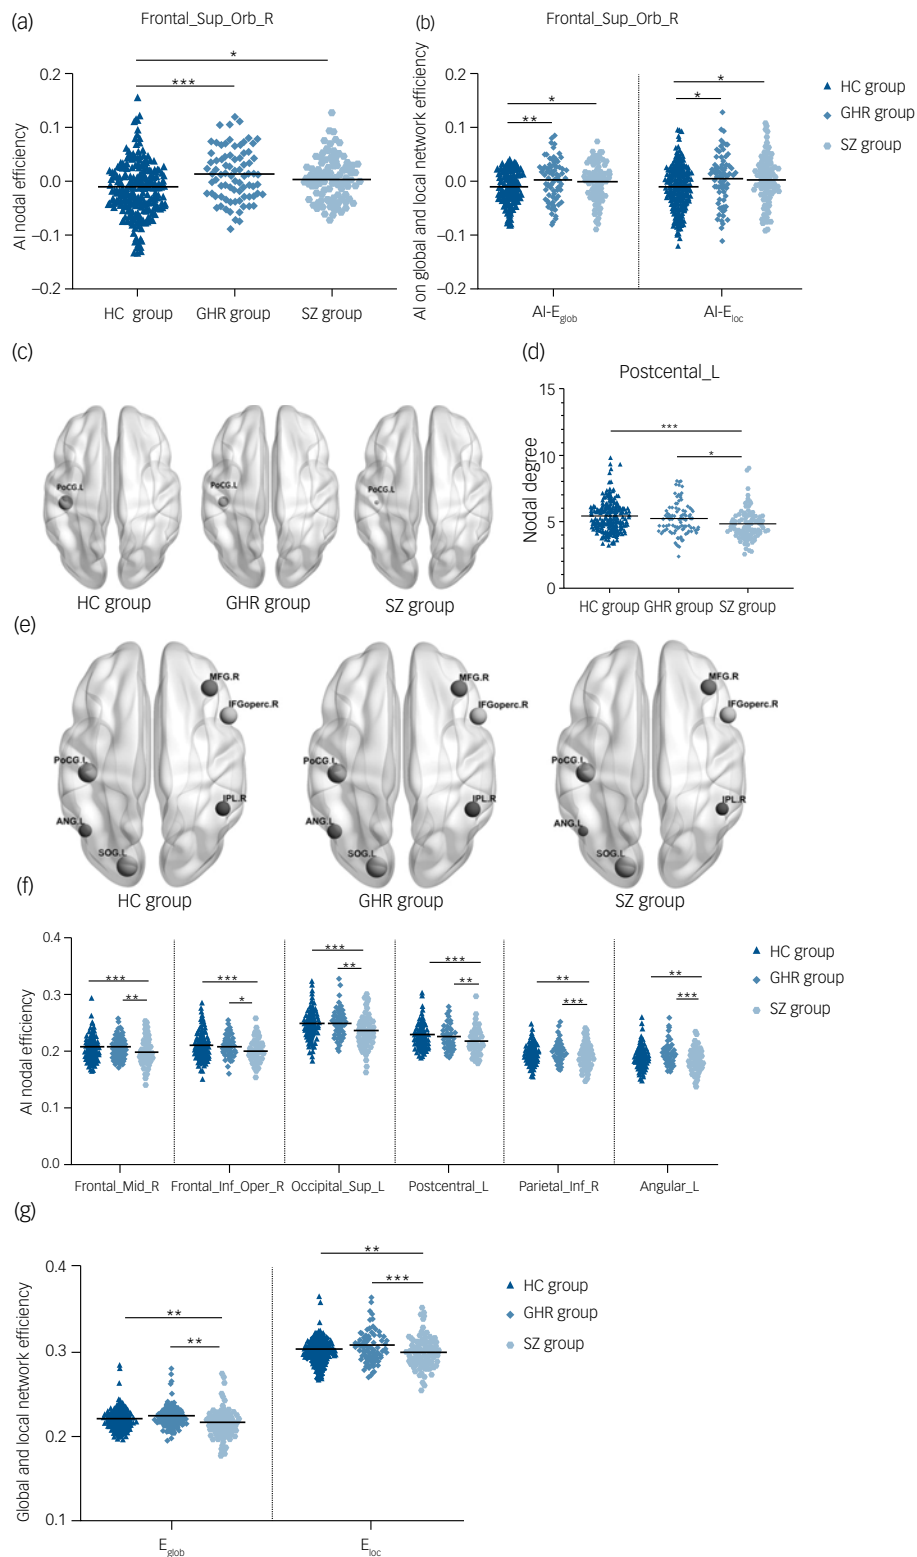 (a)
Frontal_Sup_Orb_R
*
***
0.2
0.1
0.0
–0.1
–0.2
AI nodal efficiency
HC group
GHR group
SZ group
(b)
Frontal_Sup_Orb_R
*
**
*
*
0.2
0.1
0.0
–0.1
–0.2
AI on global and local network efficiency
AI-Eglob
AI-Eloc
HC group
GHR group
SZ group
(c)
PoCG.L
PoCG.L
PoCG.L
HC group
GHR group
SZ group
(d)
Postcental_L
***
*
15
10
5
0
Nodal degree
HC group
GHR group
SZ group
(e)
MFG.R
IFGoperc.R
PoCG.L
IPL.R
ANG.L
SOG.L
HC group
MFG.R
IFGoperc.R
PoCG.L
IPL.R
ANG.L
SOG.L
GHR group
MFG.R
IFGoperc.R
PoCG.L
IPL.R
ANG.L
SOG.L
SZ group
(f)
0.4
0.3
0.2
0.1
0.0
AI nodal efficiency
***
**
***
*
***
**
***
**
**
***
**
***
Frontal_Mid_R
Frontal_Inf_Oper_R
Occipital_Sup_L
Postcentral_L
Parietal_Inf_R
Angular_L
HC group
GHR group
SZ group
(g)
0.4
0.3
0.2
0.1
Global and local network efficiency
**
**
**
***
Eglob
Eloc
HC group
GHR group
SZ group